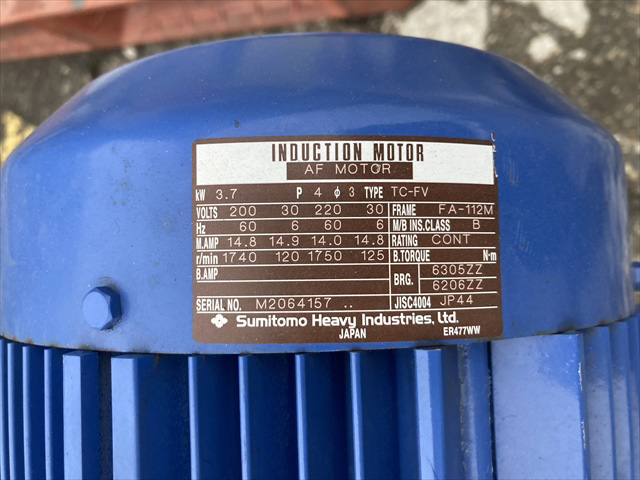 INDUCTION MOTOR
AF MOTOR
kW 3.7 P 4 φ 3 TYPE TC-FV
VOLTS 200 30 220 30 FRAME FA-112M
Hz 60 6 60 6 M/B INS.CLASS B
M.AMP 14.8 14.9 14.0 14.8 RATING CONT
r/min 1740 120 1750 125 B.TORQUE N·m
B.AMP BRG. 6305ZZ
6206ZZ
SERIAL NO. M2064157 .. JISC4004 JP44
Sumitomo Heavy Industries, Ltd.
JAPAN ER477WW